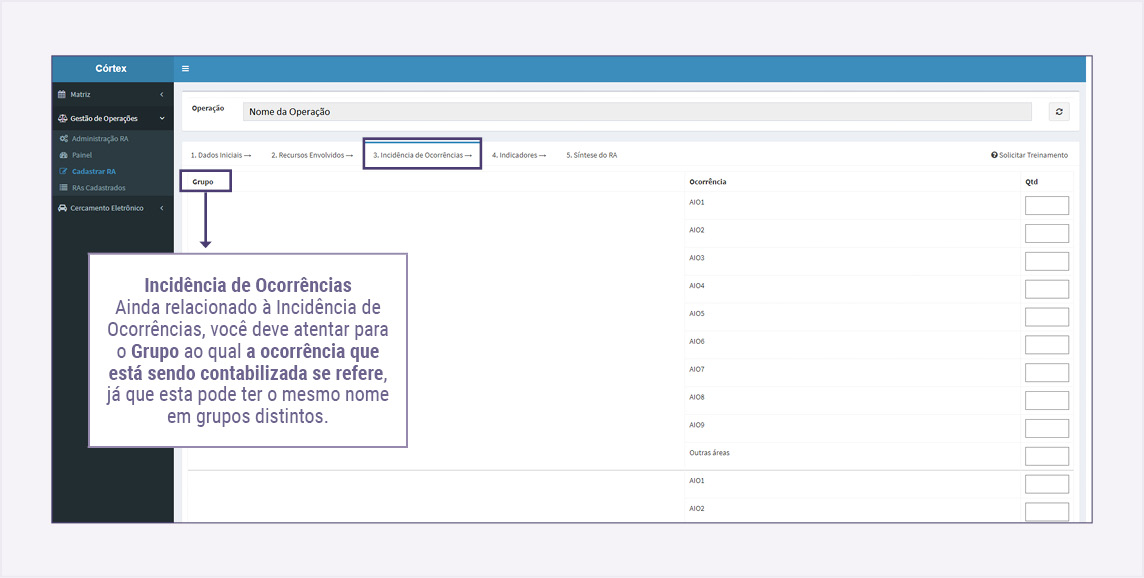 Córtex
Matriz
Gestão de Operações
Administração RA
Painel
Cadastrar RA
RAs Cadastrados
Cercamento Eletrônico
Operação
Nome da Operação
1. Dados Iniciais → 2. Recursos Envolvidos → 3. Incidência de Ocorrências → 4. Indicadores → 5. Síntese do RA
Solicitar Treinamento
Grupo Ocorrência Qtd
AIO1
AIO2
AIO3
AIO4
AIO5
AIO6
AIO7
AIO8
AIO9
Outras áreas
AIO1
AIO2
Incidência de Ocorrências
Ainda relacionado à Incidência de
Ocorrências, você deve atentar para
o Grupo ao qual a ocorrência que
está sendo contabilizada se refere,
já que esta pode ter o mesmo nome
em grupos distintos.